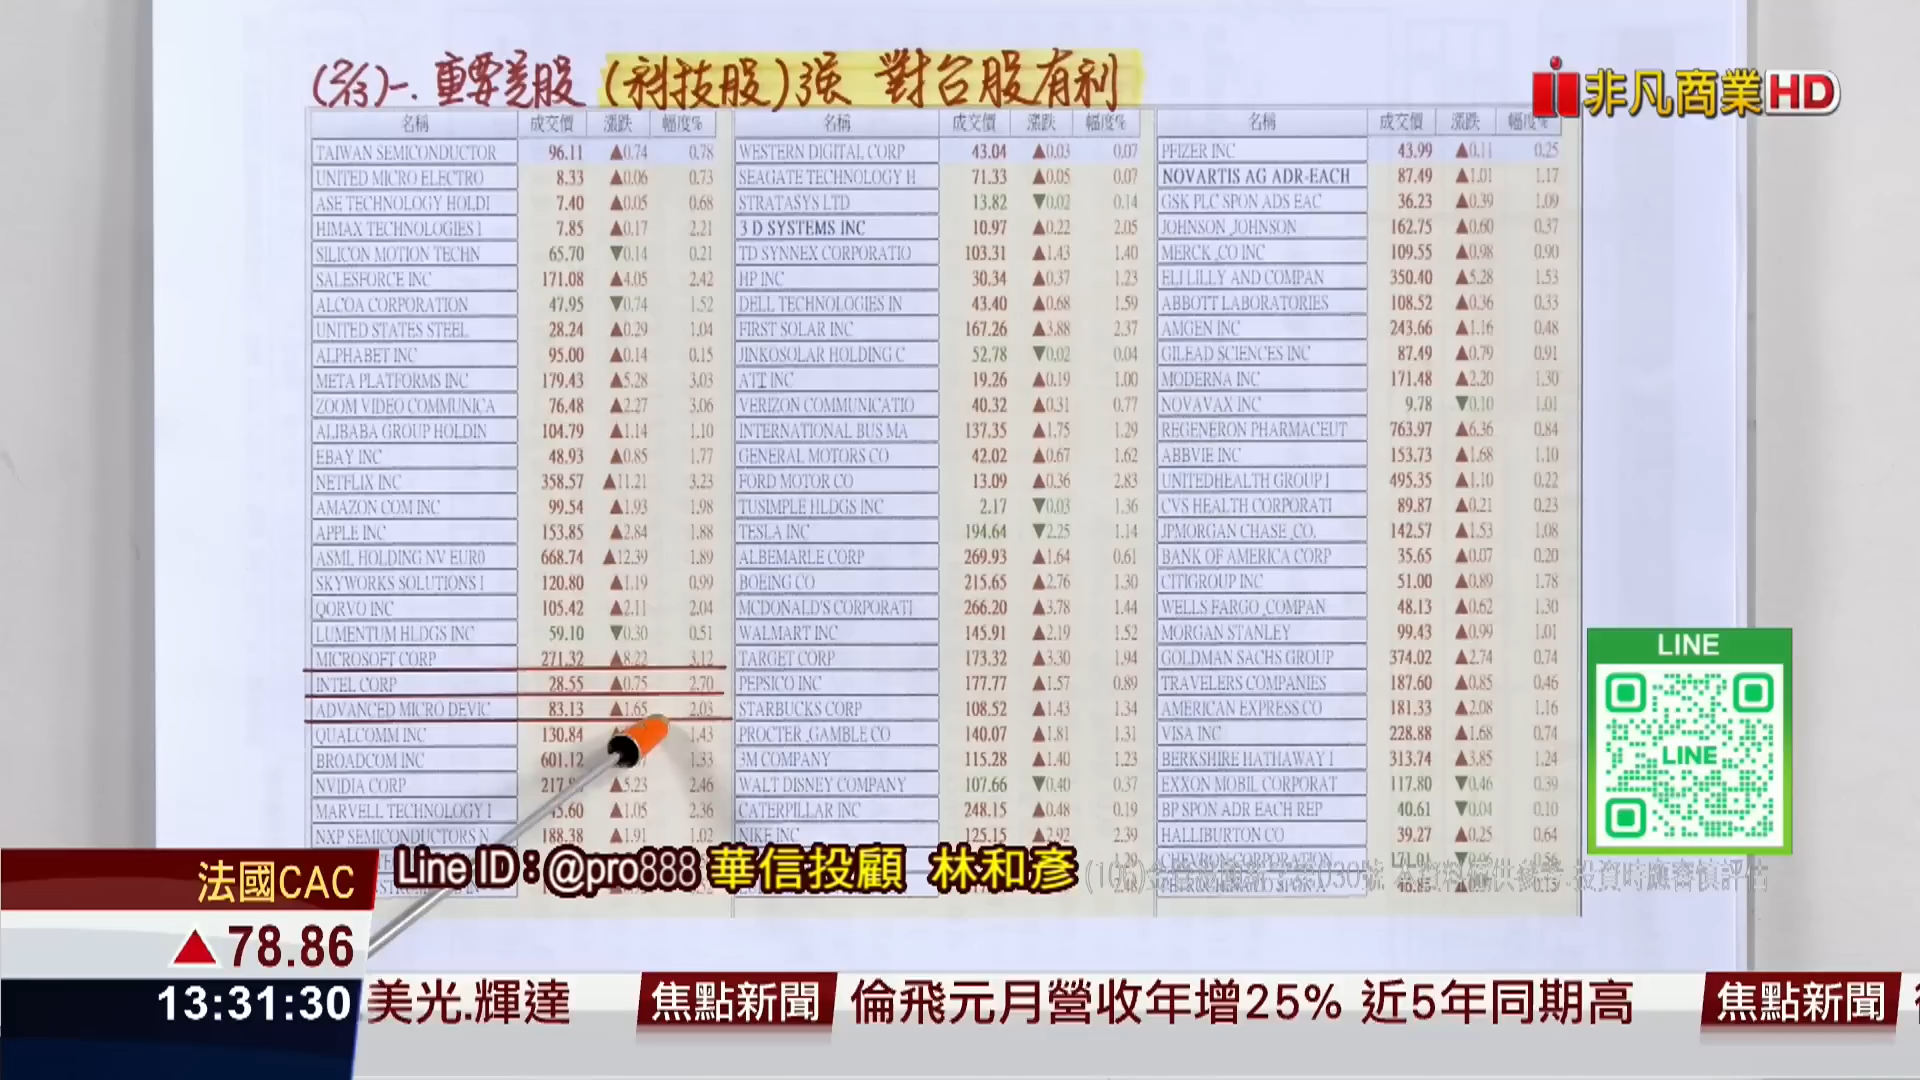 (2/13)一. 重要美股 (科技股)漲 對台股有利
非凡商業HD
名稱 成交價 漲跌 幅度% 名稱 成交價 漲跌 幅度% 名稱 成交價 漲跌 幅度%
TAIWAN SEMICONDUCTOR 96.11 ▲0.74 0.78 WESTERN DIGITAL CORP 43.04 ▲0.03 0.07 PFIZER INC 43.99 ▲0.11 0.25
UNITED MICRO ELECTRO 8.33 ▲0.06 0.73 SEAGATE TECHNOLOGY H 71.33 ▲0.05 0.07 NOVARTIS AG ADR-EACH 87.49 ▲1.01 1.17
ASE TECHNOLOGY HOLDI 7.40 ▲0.05 0.68 STRATASYS LTD 13.82 ▼0.02 0.14 GSK PLC SPON ADS EAC 36.23 ▲0.39 1.09
HIMAX TECHNOLOGIES I 7.85 ▲0.17 2.21 3 D SYSTEMS INC 10.97 ▲0.22 2.05 JOHNSON JOHNSON 162.75 ▲0.60 0.37
SILICON MOTION TECHN 65.70 ▼0.14 0.21 TD SYNNEX CORPORATIO 103.31 ▲1.43 1.40 MERCK CO INC 109.55 ▲0.98 0.90
SALESFORCE INC 171.08 ▲4.05 2.42 HP INC 30.34 ▲0.37 1.23 ELI LILLY AND COMPAN 350.40 ▲5.28 1.53
ALCOA CORPORATION 47.95 ▼0.74 1.52 DELL TECHNOLOGIES IN 43.40 ▲0.68 1.59 ABBOTT LABORATORIES 108.52 ▲0.36 0.33
UNITED STATES STEEL 28.24 ▲0.29 1.04 FIRST SOLAR INC 167.26 ▲3.88 2.37 AMGEN INC 243.66 ▲1.16 0.48
ALPHABET INC 95.00 ▲0.14 0.15 JINKOSOLAR HOLDING C 52.78 ▼0.02 0.04 GILEAD SCIENCES INC 87.49 ▲0.79 0.91
META PLATFORMS INC 179.43 ▲5.28 3.03 ATT INC 19.26 ▲0.19 1.00 MODERNA INC 171.48 ▲2.20 1.30
ZOOM VIDEO COMMUNICA 76.48 ▲2.27 3.06 VERIZON COMMUNICATIO 40.32 ▲0.31 0.77 NOVAVAX INC 9.78 ▼0.10 1.01
ALIBABA GROUP HOLDIN 104.79 ▲1.14 1.10 INTERNATIONAL BUS MA 137.35 ▲1.75 1.29 REGENERON PHARMACEUT 763.97 ▲6.36 0.84
EBAY INC 48.93 ▲0.85 1.77 GENERAL MOTORS CO 42.02 ▲0.67 1.62 ABBVIE INC 153.73 ▲1.68 1.10
NETFLIX INC 358.57 ▲11.21 3.23 FORD MOTOR CO 13.09 ▲0.36 2.83 UNITEDHEALTH GROUP I 495.35 ▲1.10 0.22
AMAZON COM INC 99.54 ▲1.93 1.98 TUSIMPLE HLDGS INC 2.17 ▼0.03 1.36 CVS HEALTH CORPORATI 89.87 ▲0.21 0.23
APPLE INC 153.85 ▲2.84 1.88 TESLA INC 194.64 ▼2.25 1.14 JPMORGAN CHASE CO. 142.57 ▲1.53 1.08
ASML HOLDING NV EUR0 668.74 ▲12.39 1.89 ALBEMARLE CORP 269.93 ▲1.64 0.61 BANK OF AMERICA CORP 35.65 ▲0.07 0.20
SKYWORKS SOLUTIONS I 120.80 ▲1.19 0.99 BOEING CO 215.65 ▲2.76 1.30 CITIGROUP INC 51.00 ▲0.89 1.78
QORVO INC 105.42 ▲2.11 2.04 MCDONALD'S CORPORATI 266.20 ▲3.78 1.44 WELLS FARGO COMPAN 48.13 ▲0.62 1.30
LUMENTUM HLDGS INC 59.10 ▼0.30 0.51 WALMART INC 145.91 ▲2.19 1.52 MORGAN STANLEY 99.43 ▲0.99 1.01
MICROSOFT CORP 271.32 ▲8.22 3.12 TARGET CORP 173.32 ▲3.30 1.94 GOLDMAN SACHS GROUP 374.02 ▲2.74 0.74
INTEL CORP 28.55 ▲0.75 2.70 PEPSICO INC 177.77 ▲1.57 0.89 TRAVELERS COMPANIES 187.60 ▲0.85 0.46
ADVANCED MICRO DEVIC 83.13 ▲1.65 2.03 STARBUCKS CORP 108.52 ▲1.43 1.34 AMERICAN EXPRESS CO 181.33 ▲2.08 1.16
QUALCOMM INC 130.84 1.43 PROCTER GAMBLE CO 140.07 ▲1.81 1.31 VISA INC 228.88 ▲1.68 0.74
BROADCOM INC 601.12 1.33 3M COMPANY 115.28 ▲1.40 1.23 BERKSHIRE HATHAWAY I 313.74 ▲3.85 1.24
NVIDIA CORP ▲5.23 2.46 WALT DISNEY COMPANY 107.66 ▼0.40 0.37 EXXON MOBIL CORPORAT 117.80 ▼0.46 0.39
MARVELL TECHNOLOGY I ▲1.05 2.36 CATERPILLAR INC 248.15 ▲0.48 0.19 BP SPON ADR EACH REP 40.61 ▼0.04 0.10
NXP SEMICONDUCTORS N 188.38 ▲1.91 1.02 NIKE INC 125.15 ▲2.92 2.39 HALLIBURTON CO 39.27 ▲0.25 0.64
LINE
LINE
Line ID : @pro888 華信投顧 林和彥
法國CAC
▲78.86
13:31:30
美光.輝達 焦點新聞 倫飛元月營收年增25% 近5年同期高 焦點新聞